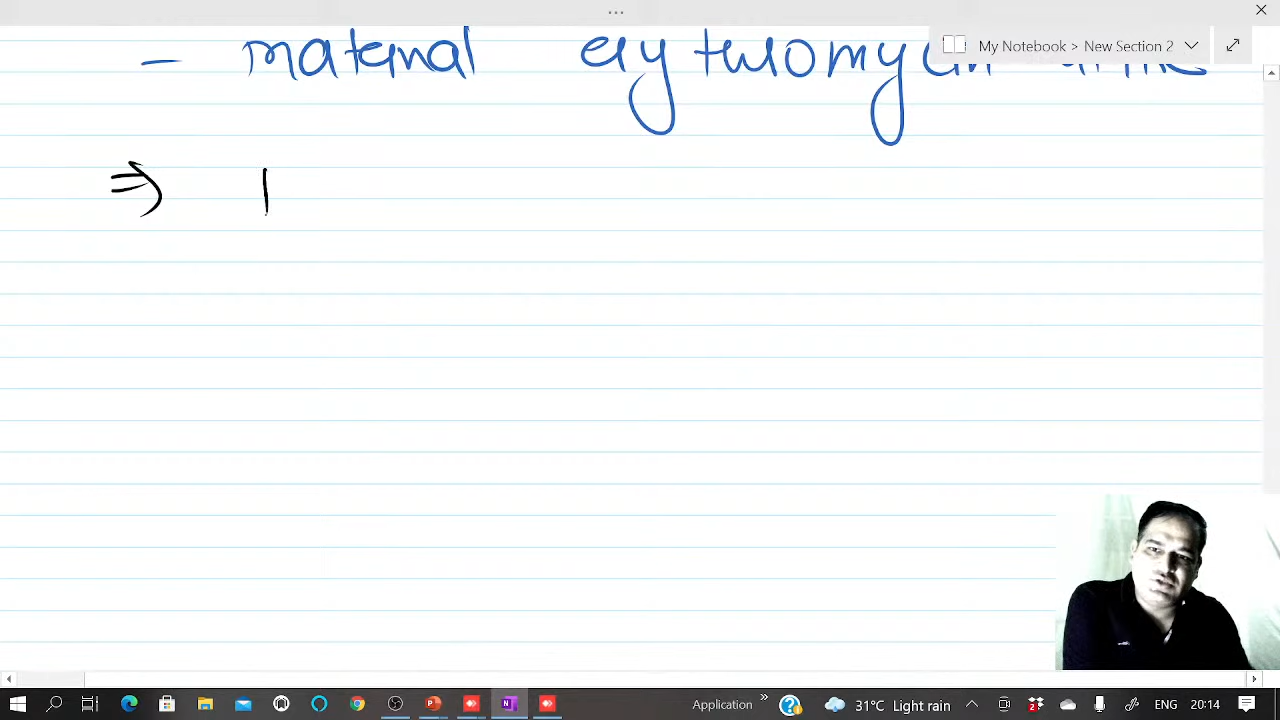 ...
My Notebook > New Section 2
– maternal erythromycin
⇒ |
Application
»
31°C Light rain
ENG
20:14